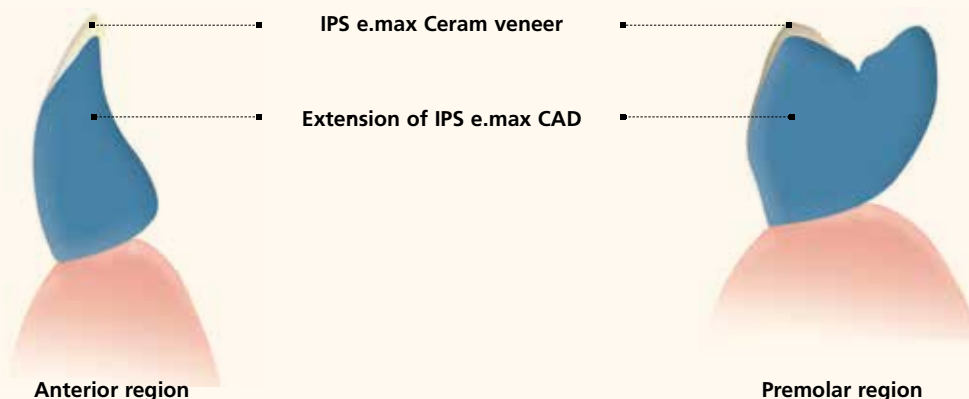 IPS e.max Ceram veneer
Extension of IPS e.max CAD
Anterior region
Premolar region